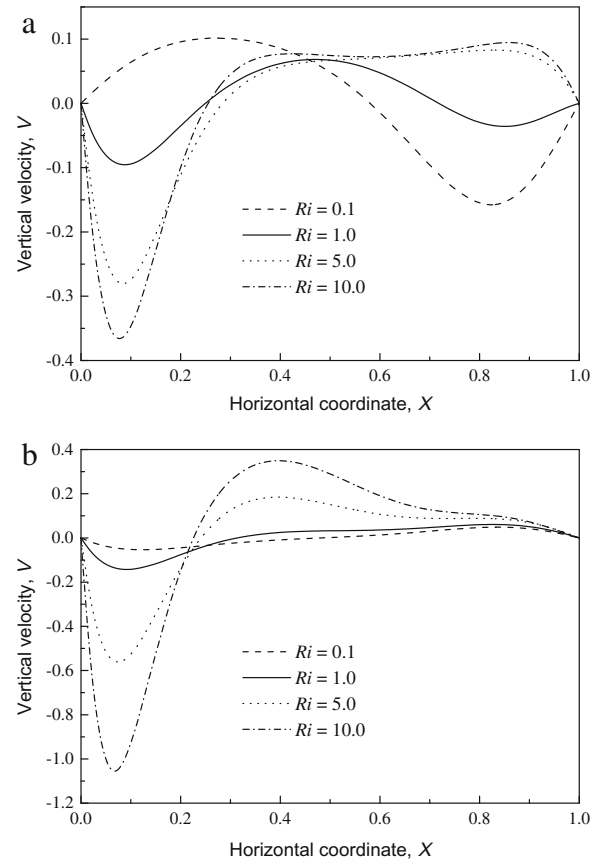 a
0.1
0.0
-0.1
-0.2
-0.3
-0.4
Vertical velocity, V
Ri = 0.1
Ri = 1.0
Ri = 5.0
Ri = 10.0
0.0 0.2 0.4 0.6 0.8 1.0
Horizontal coordinate, X
b
0.4
0.2
0.0
-0.2
-0.4
-0.6
-0.8
-1.0
-1.2
Vertical velocity, V
Ri = 0.1
Ri = 1.0
Ri = 5.0
Ri = 10.0
0.0 0.2 0.4 0.6 0.8 1.0
Horizontal coordinate, X